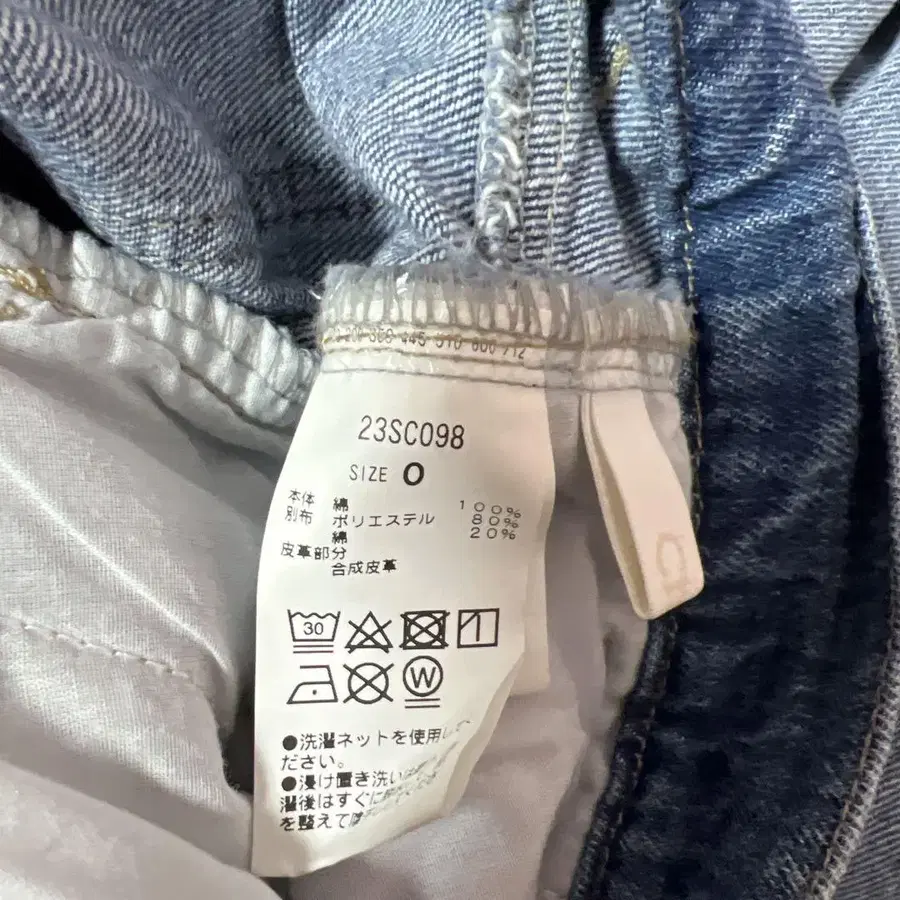 23SC098
SIZE 0
本体 綿 100%
別布 ポリエステル 80%
綿 20%
皮革部分
合成皮革
30
W
●洗濯ネットを使用して
ださい。
●浸け置き洗い
濯後はすぐに
を整えて